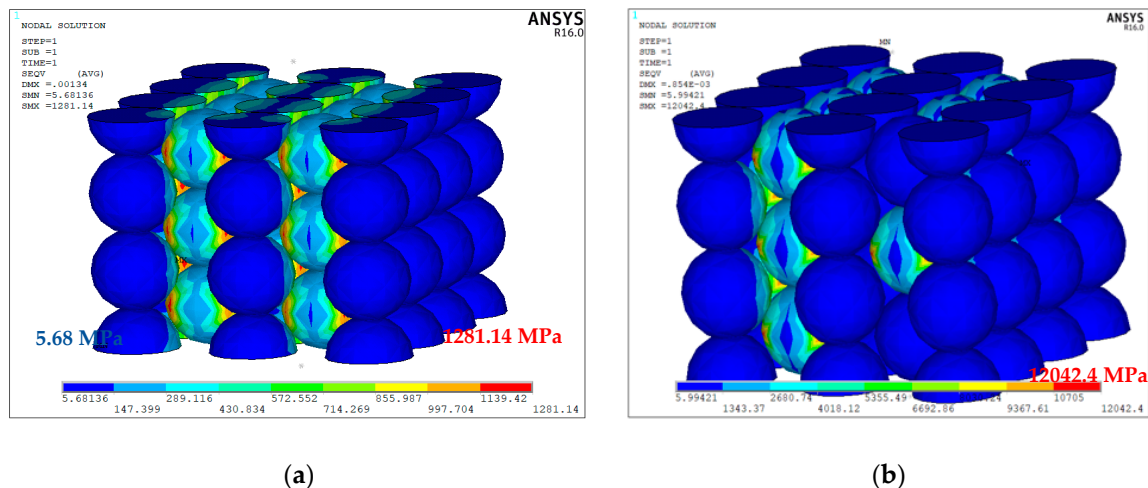 1
NODAL SOLUTION
STEP=1
SUB =1
TIME=1
SEQV (AVG)
DMX =.00134
SMN =5.68136
SMX =1281.14
ANSYS
R16.0
MX
5.68 MPa
1281.14 MPa
5.68136 289.116 572.552 855.987 1139.42
147.399 430.834 714.269 997.704 1281.14
(a)
1
NODAL SOLUTION
STEP=1
SUB =1
TIME=1
SEQV (AVG)
DMX =.854E-03
SMN =5.99421
SMX =12042.4
ANSYS
R16.0
MN
12042.4 MPa
5.99421 2680.74 5355.49 10705
1343.37 4018.12 6692.86 9367.61 12042.4
(b)